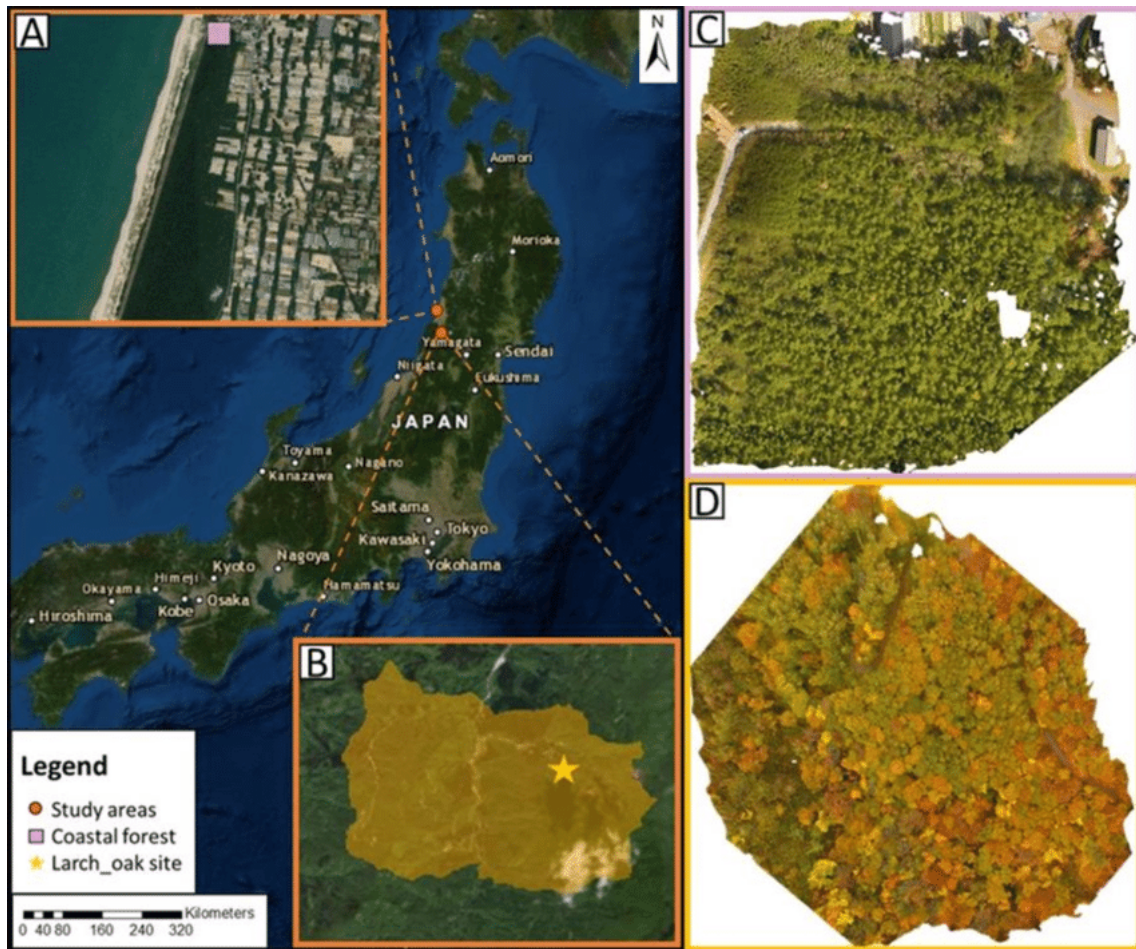 A
N
C
Aomori
Morioka
Yamagata
Sendai
Niigata
Fukushima
JAPAN
Toyama
Nagano
Kanazawa
Saitama
Tokyo
Kawasaki
Nagoya
Yokohama
Kyoto
Himeji
Hamamatsu
Okayama
Osaka
Kobe
Hiroshima
B
D
Legend
Study areas
Coastal forest
Larch_oak site
Kilometers
0 40 80 160 240 320